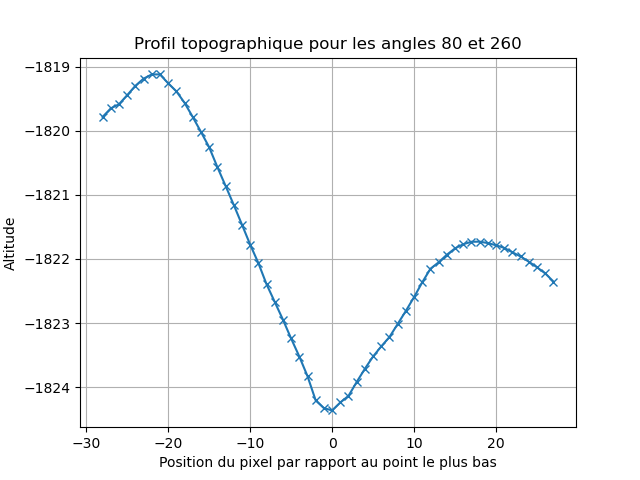 Profil topographique pour les angles 80 et 260
−1819
−1820
−1821
−1822
−1823
−1824
Altitude
−30 −20 −10 0 10 20
Position du pixel par rapport au point le plus bas